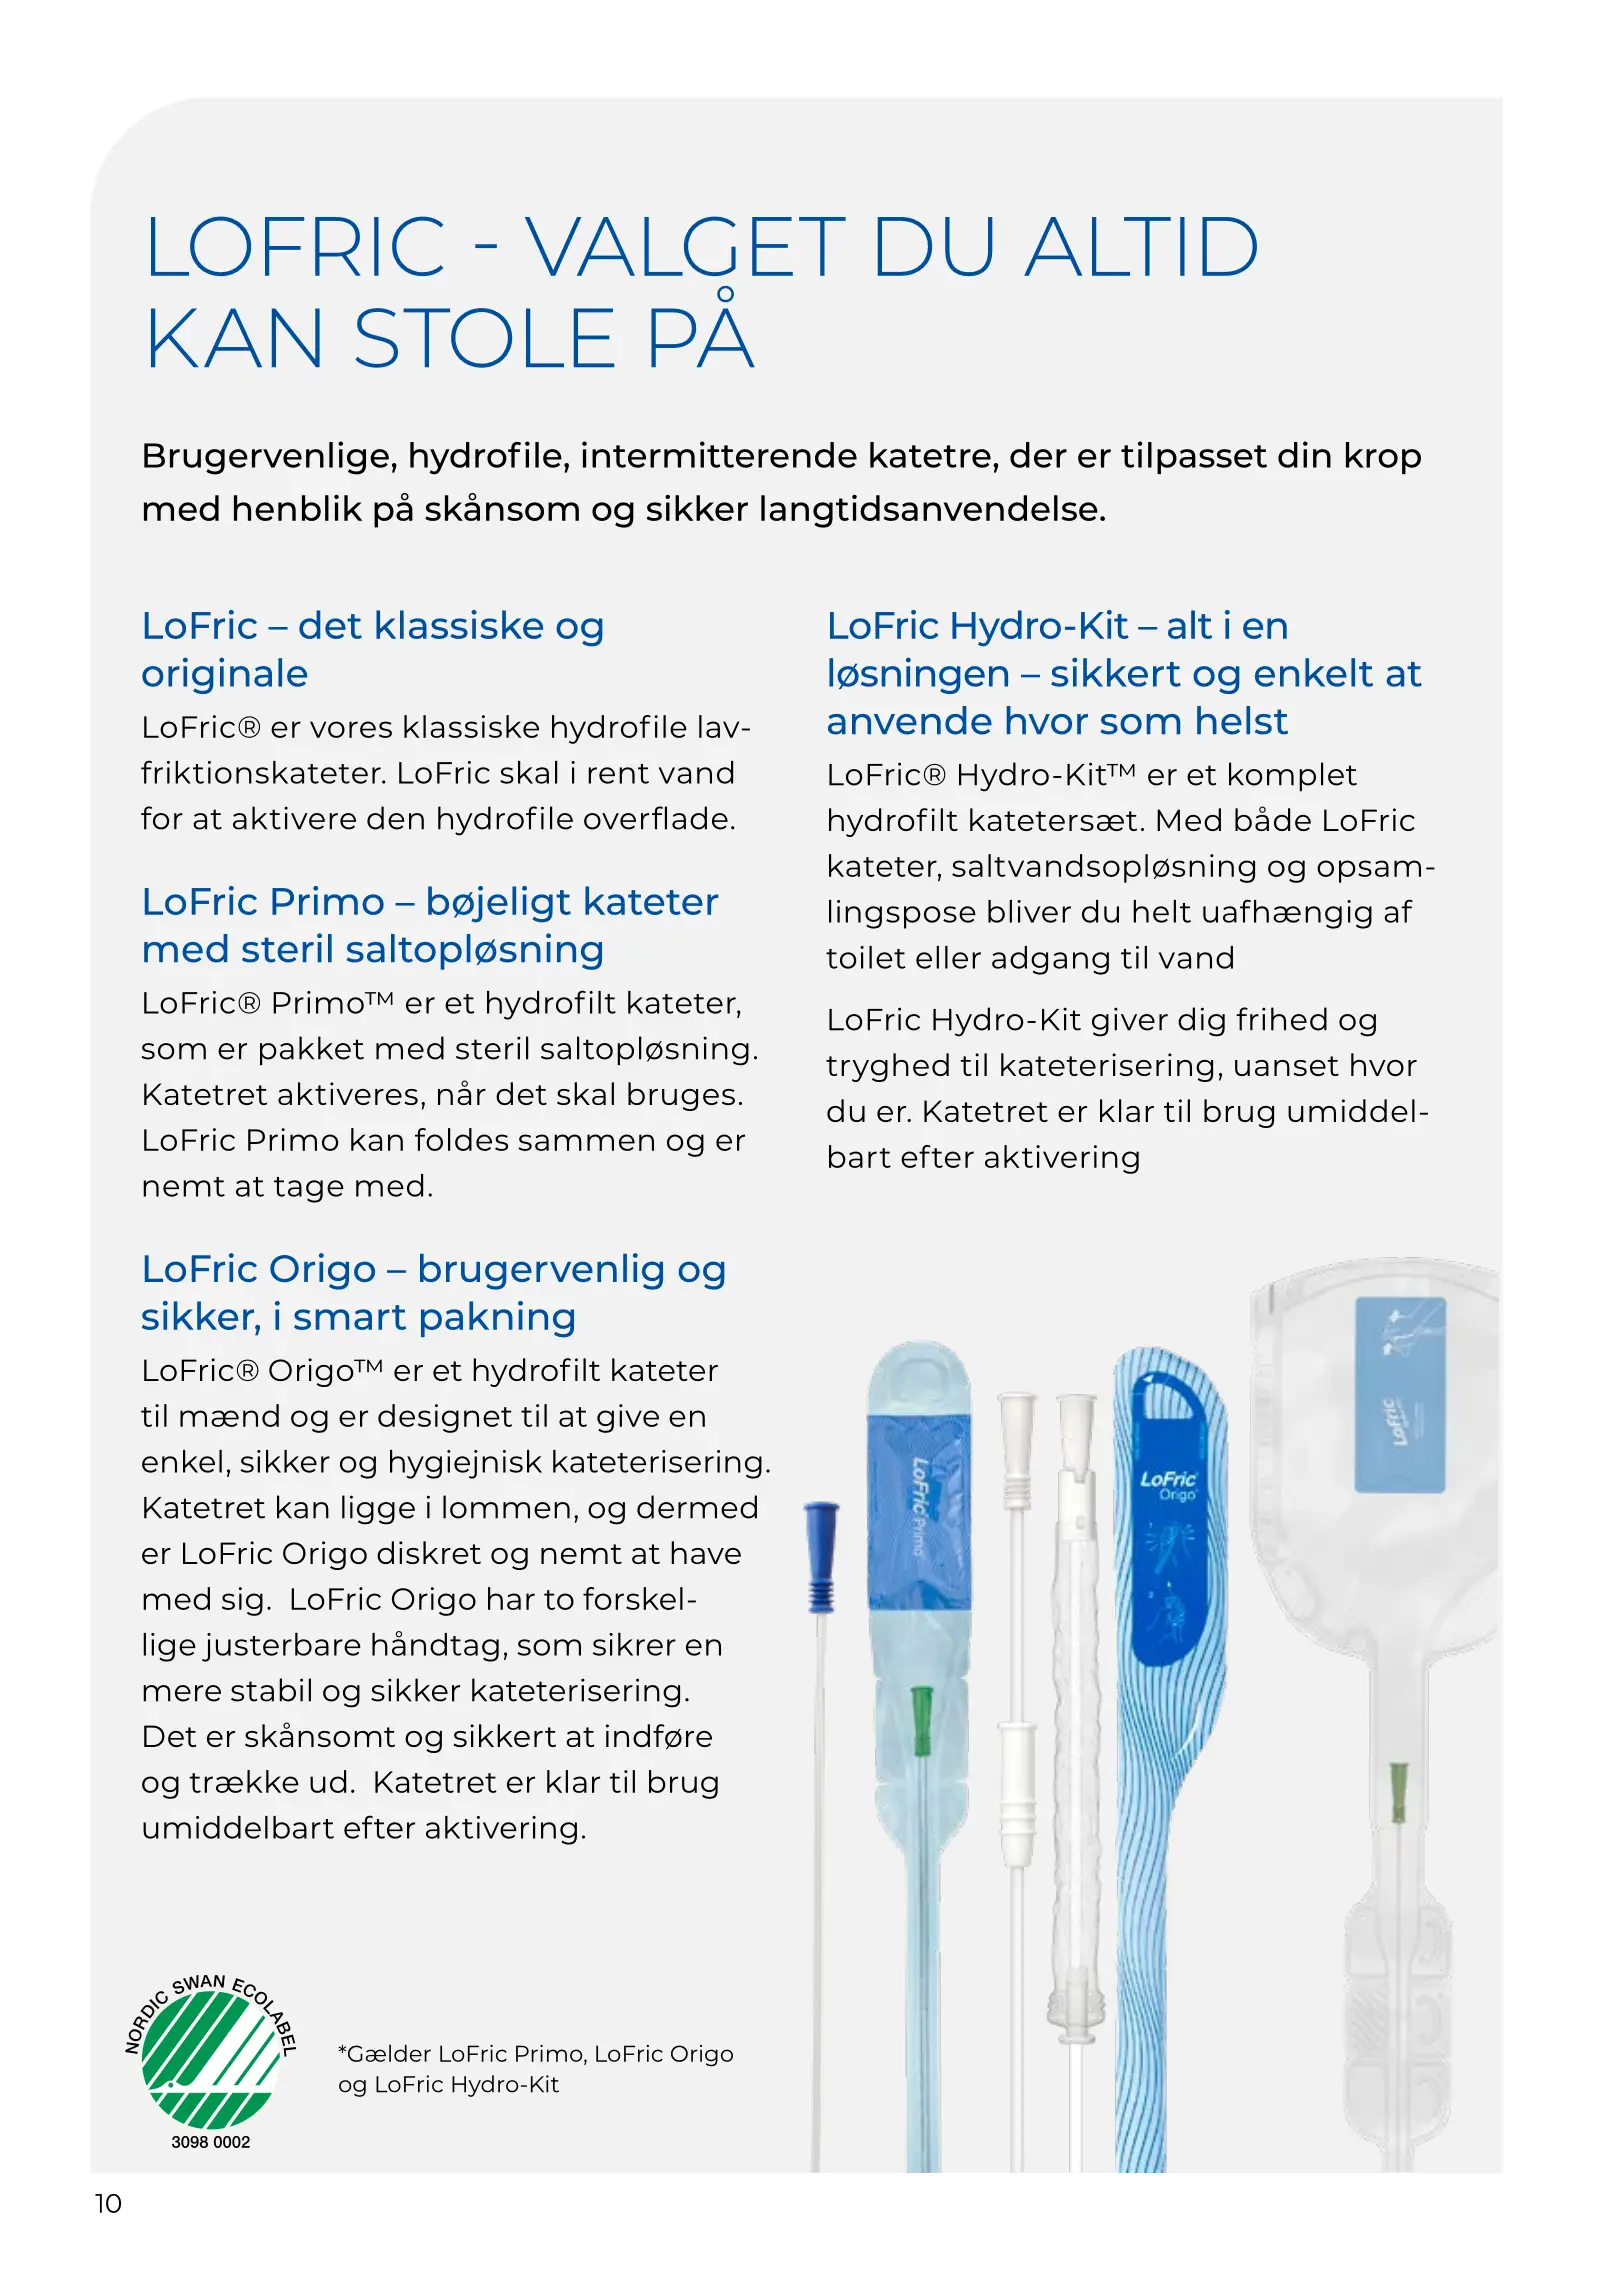 LOFRIC - VALGET DU ALTID
KAN STOLE PÅ
Brugervenlige, hydrofile, intermitterende katetre, der er tilpasset din krop
med henblik på skånsom og sikker langtidsanvendelse.
LoFric – det klassiske og
originale
LoFric® er vores klassiske hydrofile lav-
friktionskateter. LoFric skal i rent vand
for at aktivere den hydrofile overflade.
LoFric Primo – bøjeligt kateter
med steril saltopløsning
LoFric® Primo™ er et hydrofilt kateter,
som er pakket med steril saltopløsning.
Katetret aktiveres, når det skal bruges.
LoFric Primo kan foldes sammen og er
nemt at tage med.
LoFric Origo – brugervenlig og
sikker, i smart pakning
LoFric® Origo™ er et hydrofilt kateter
til mænd og er designet til at give en
enkel, sikker og hygiejnisk kateterisering.
Katetret kan ligge i lommen, og dermed
er LoFric Origo diskret og nemt at have
med sig.  LoFric Origo har to forskel-
lige justerbare håndtag, som sikrer en
mere stabil og sikker kateterisering.
Det er skånsomt og sikkert at indføre
og trække ud.  Katetret er klar til brug
umiddelbart efter aktivering.
LoFric Hydro-Kit – alt i en
løsningen – sikkert og enkelt at
anvende hvor som helst
LoFric® Hydro-Kit™ er et komplet
hydrofilt katetersæt. Med både LoFric
kateter, saltvandsopløsning og opsam-
lingspose bliver du helt uafhængig af
toilet eller adgang til vand
LoFric Hydro-Kit giver dig frihed og
tryghed til kateterisering, uanset hvor
du er. Katetret er klar til brug umiddel-
bart efter aktivering
LoFric Primo
LoFric
Origo
LoFric
NORDIC SWAN ECOLABEL
3098 0002
*Gælder LoFric Primo, LoFric Origo
og LoFric Hydro-Kit
10